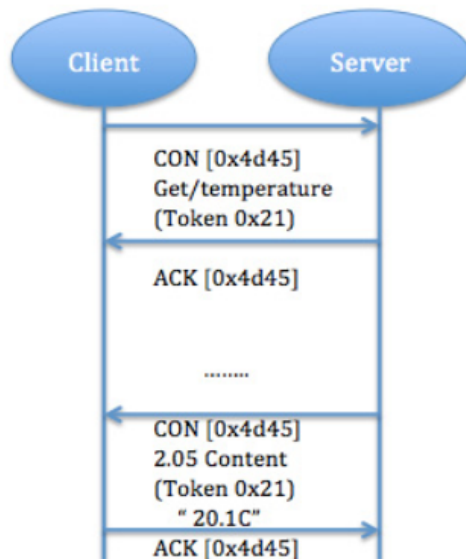 Client
Server
CON [0x4d45]
Get/temperature
(Token 0x21)
ACK [0x4d45]
........
CON [0x4d45]
2.05 Content
(Token 0x21)
“ 20.1C”
ACK [0x4d45]